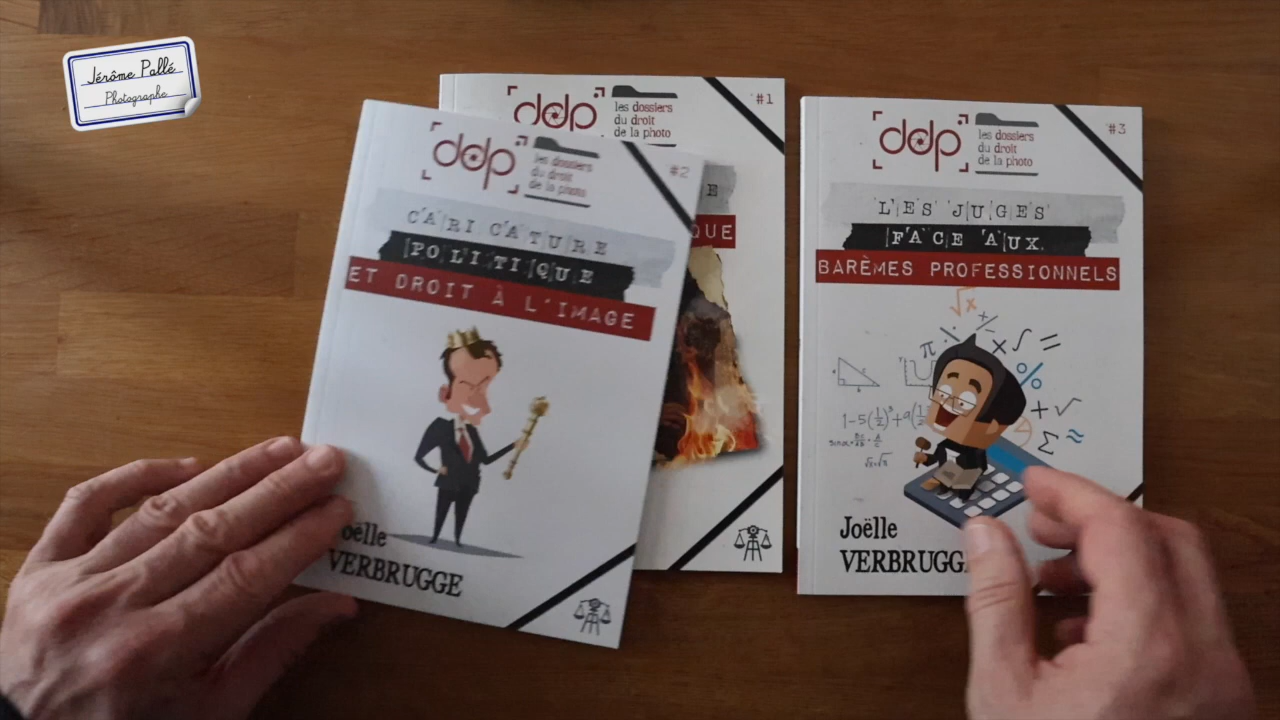 Jérôme Pallé
Photographe
ddp
les dossiers
du droit
de la photo
#1
E
QUE
ddp
les dossiers
du droit
de la photo
#2
CARICATURE
POLITIQUE
ET DROIT À L'IMAGE
Joëlle
VERBRUGGE
ddp
les dossiers
du droit
de la photo
#3
LES JUGES
FACE AUX
BARÈMES PROFESSIONNELS
Joëlle
VERBRUGG